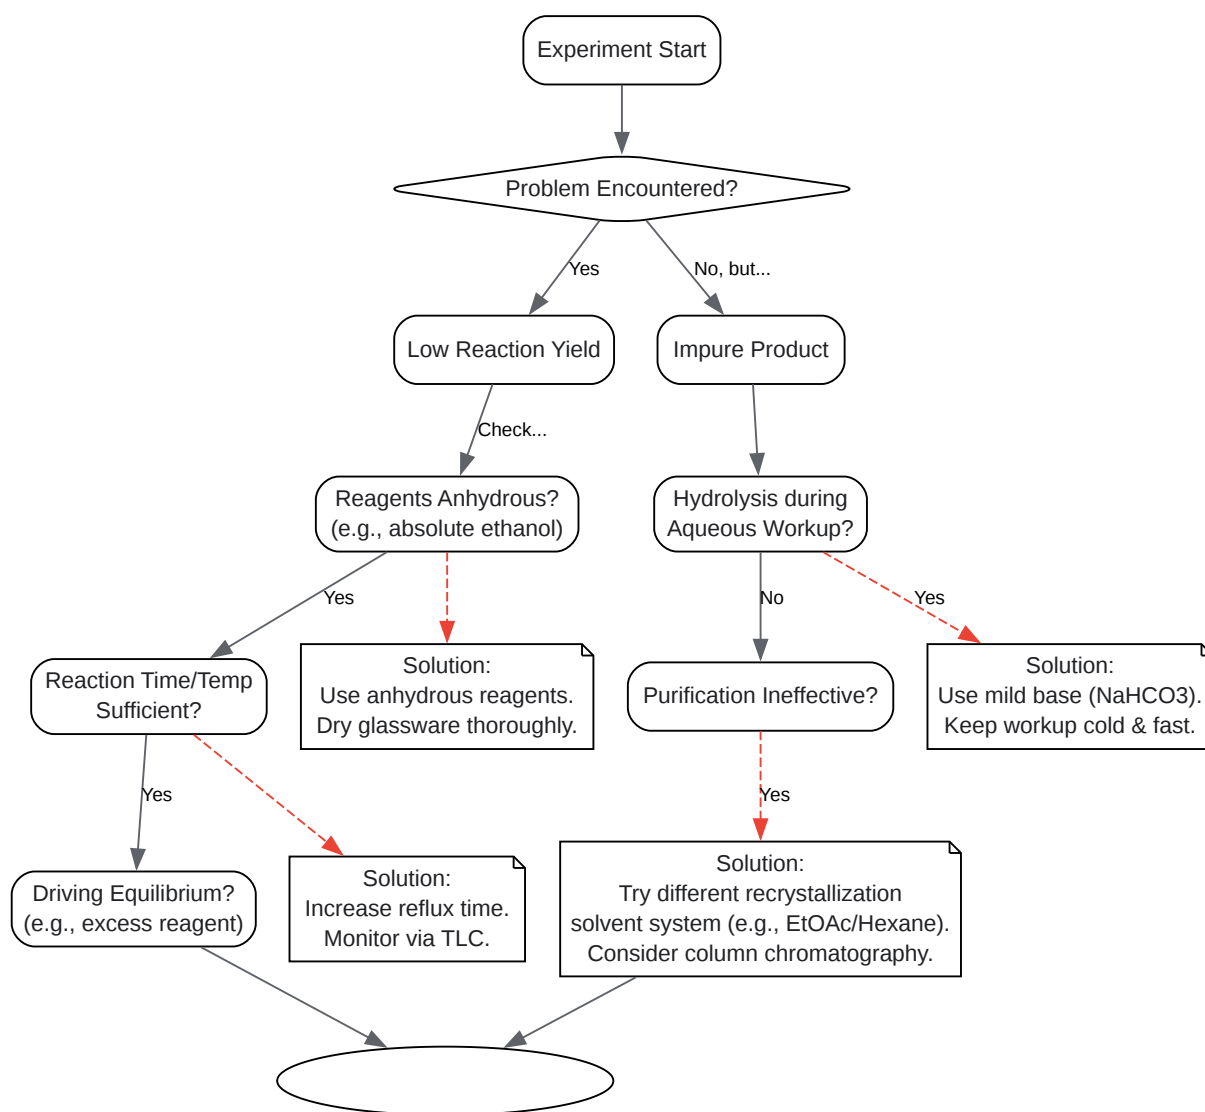 Experiment Start
Problem Encountered?
Yes
No, but...
Low Reaction Yield
Impure Product
Check...
Reagents Anhydrous?
(e.g., absolute ethanol)
Hydrolysis during
Aqueous Workup?
Yes
No
Yes
Reaction Time/Temp
Sufficient?
Solution:
Use anhydrous reagents.
Dry glassware thoroughly.
Purification Ineffective?
Solution:
Use mild base (NaHCO3).
Keep workup cold & fast.
Yes
Yes
Driving Equilibrium?
(e.g., excess reagent)
Solution:
Increase reflux time.
Monitor via TLC.
Solution:
Try different recrystallization
solvent system (e.g., EtOAc/Hexane).
Consider column chromatography.